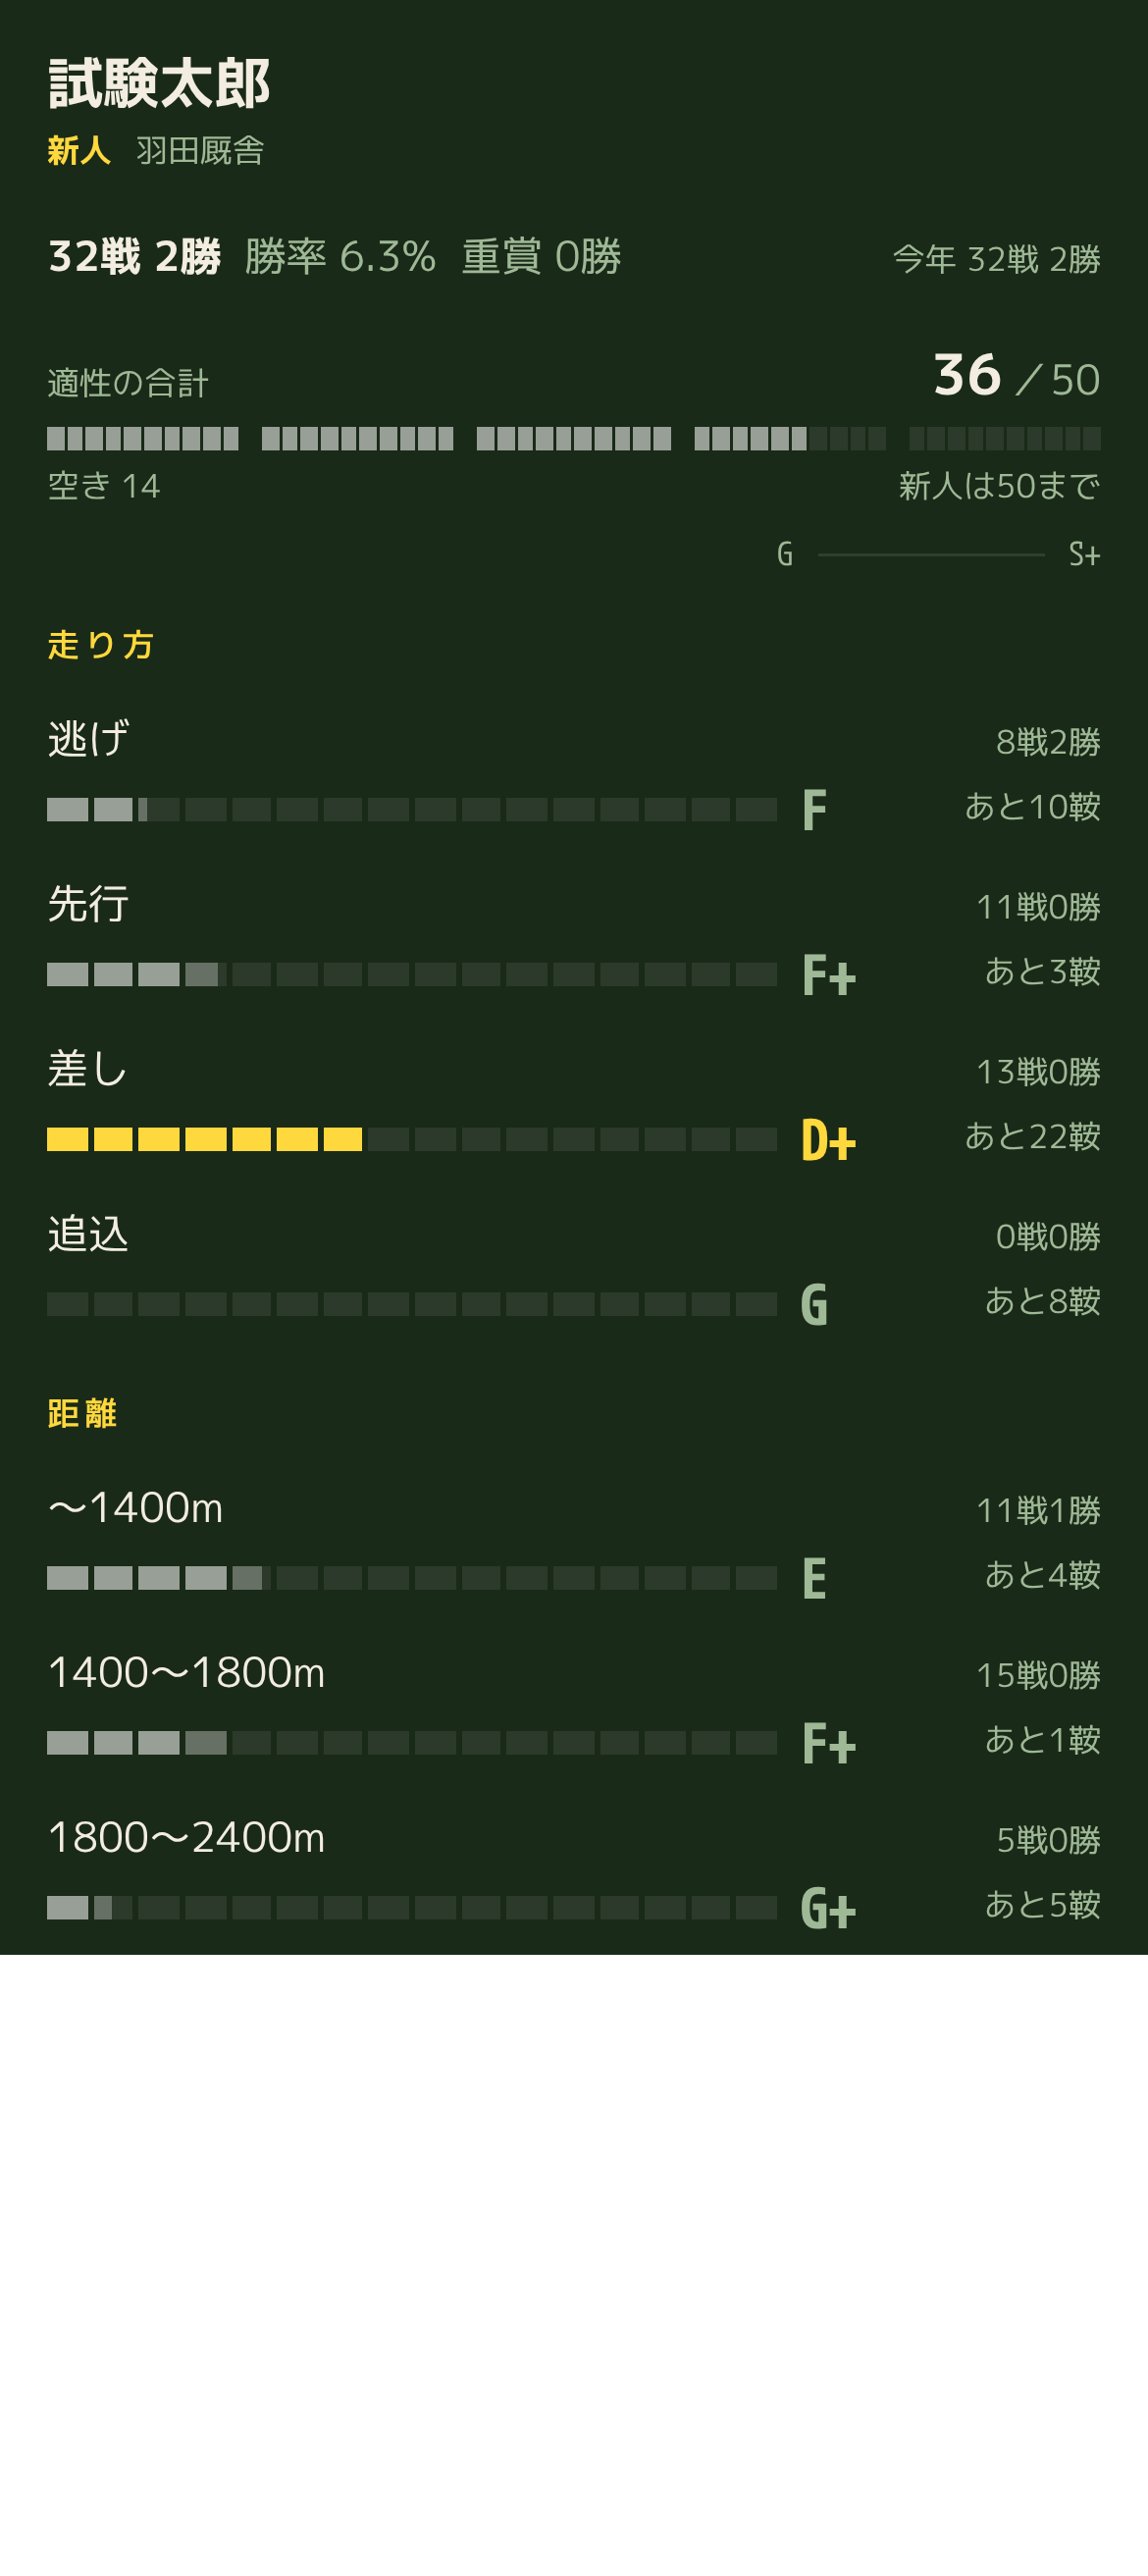 試験太郎
新人 羽田厩舎
32戦 2勝 勝率 6.3% 重賞 0勝 今年 32戦 2勝
適性の合計 36 ／50
空き 14 新人は50まで
G S+
走り方
逃げ 8戦2勝
F あと10鞍
先行 11戦0勝
F+ あと3鞍
差し 13戦0勝
D+ あと22鞍
追込 0戦0勝
G あと8鞍
距離
〜1400m 11戦1勝
E あと4鞍
1400〜1800m 15戦0勝
F+ あと1鞍
1800〜2400m 5戦0勝
G+ あと5鞍